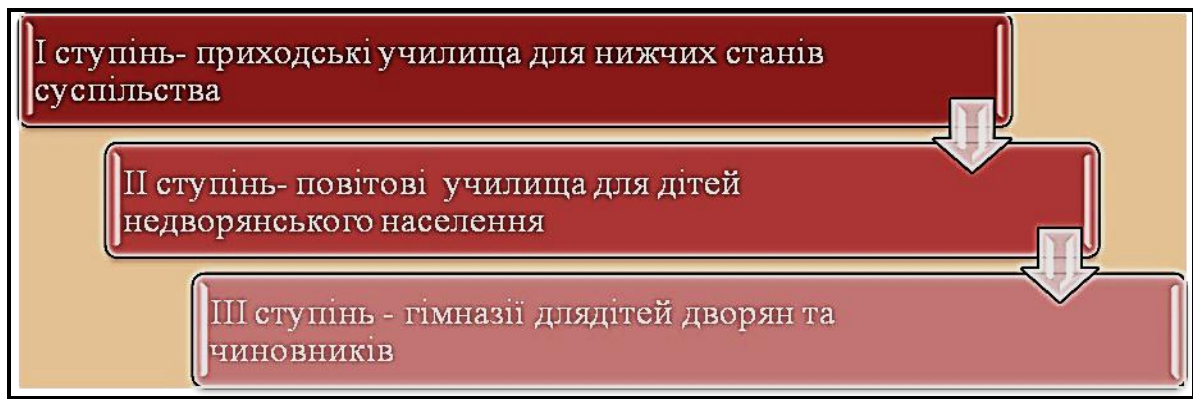 І ступінь- приходські училища для нижчих станів
суспільства
ІІ ступінь- повітові училища для дітей
недворянського населення
ІІІ ступінь - гімназії длядітей дворян та
чиновників